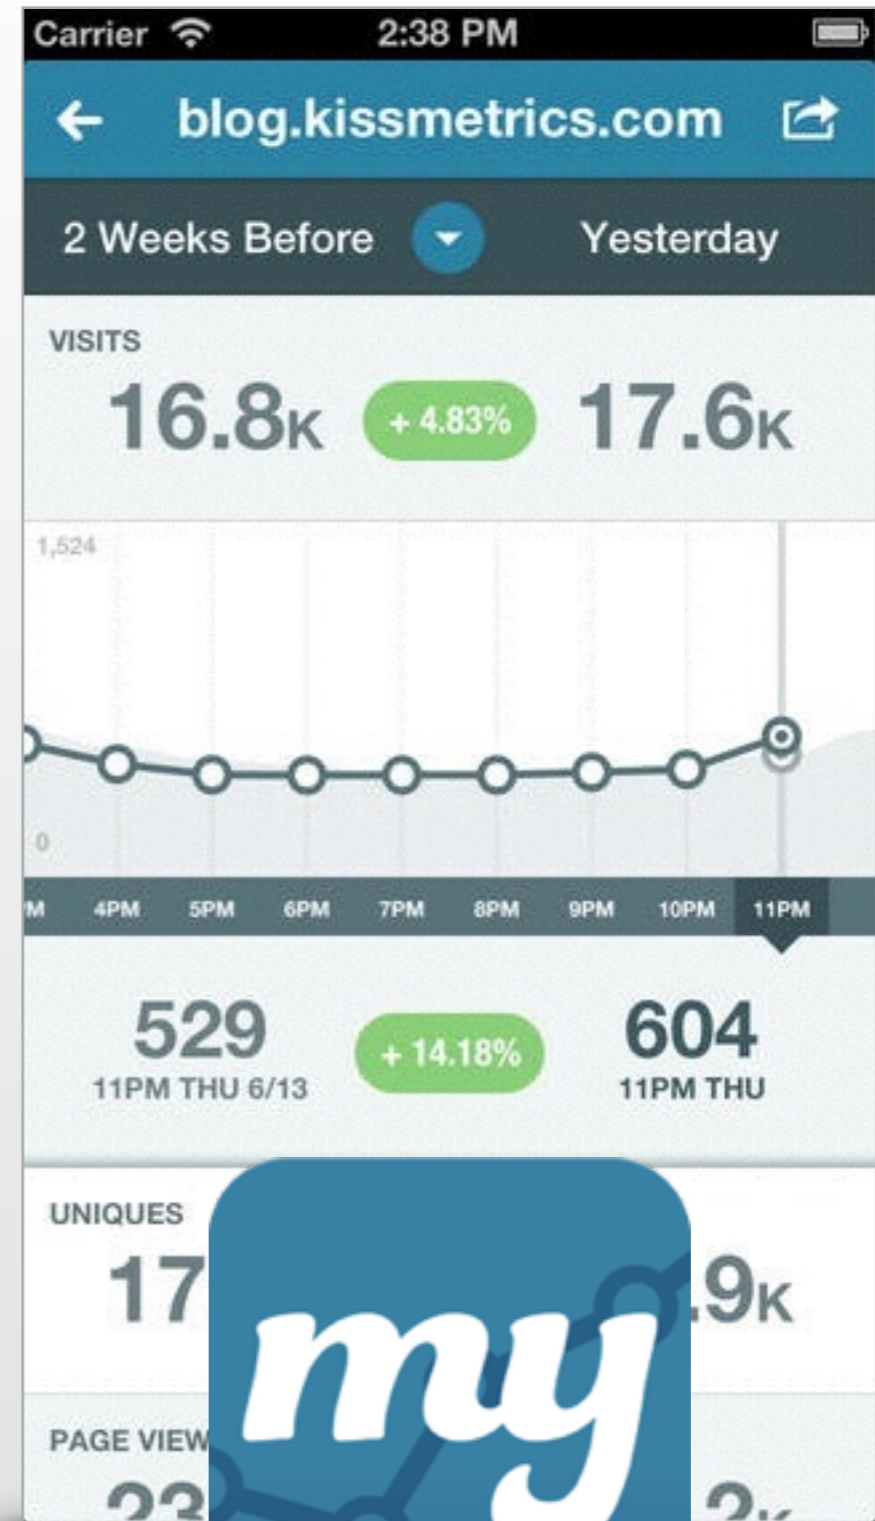 Carrier 2:38 PM
blog.kissmetrics.com
2 Weeks Before Yesterday
VISITS
16.8K + 4.83% 17.6K
1,524
0
4PM 5PM 6PM 7PM 8PM 9PM 10PM 11PM
529 + 14.18% 604
11PM THU 6/13 11PM THU
UNIQUES
17 .9K
my
PAGE VIEW